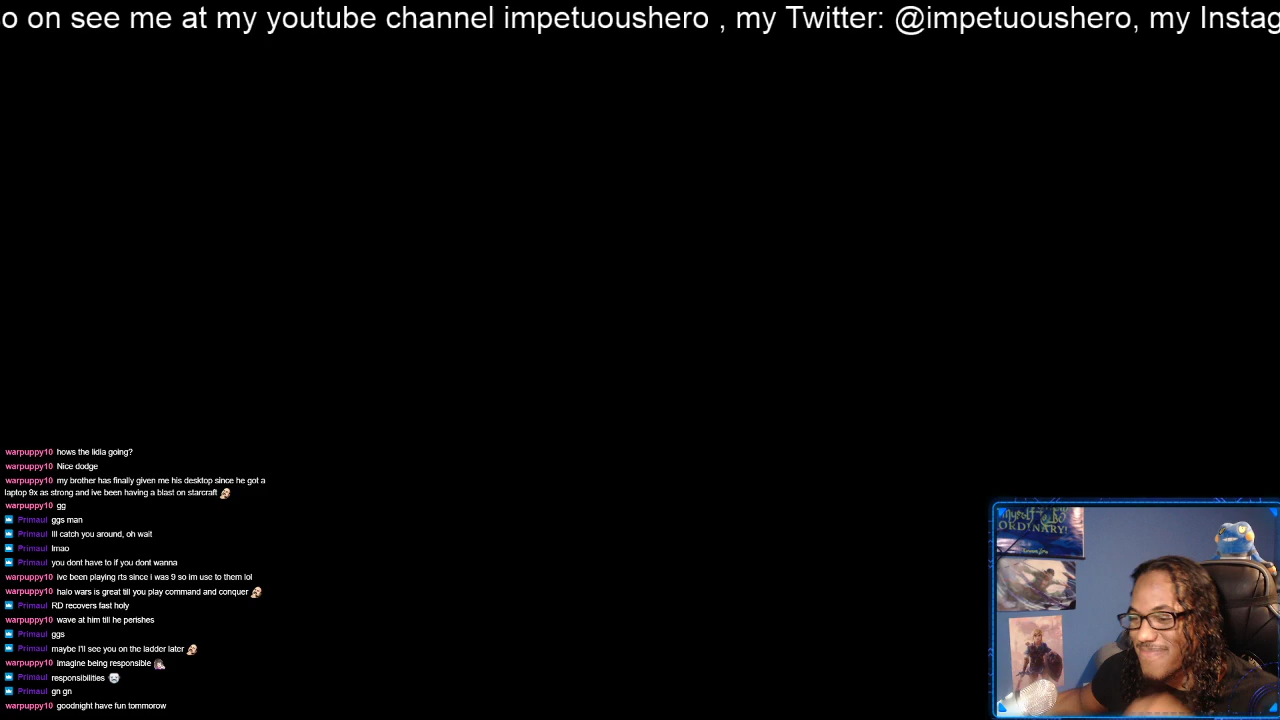 o on see me at my youtube channel impetuoushero , my Twitter: @impetuoushero, my Instag
warpuppy10 hows the lidia going?
warpuppy10 Nice dodge
warpuppy10 my brother has finally given me his desktop since he got a
laptop 9x as strong and ive been having a blast on starcraft
warpuppy10 gg
Primaul ggs man
Primaul Ill catch you around, oh wait
Primaul lmao
Primaul you dont have to if you dont wanna
warpuppy10 ive been playing rts since i was 9 so im use to them lol
warpuppy10 halo wars is great till you play command and conquer
Primaul RD recovers fast holy
warpuppy10 wave at him till he perishes
Primaul ggs
Primaul maybe I'll see you on the ladder later
warpuppy10 Imagine being responsible
Primaul responsibilities
Primaul gn gn
warpuppy10 goodnight have fun tommorow
myself
ORDINARY!